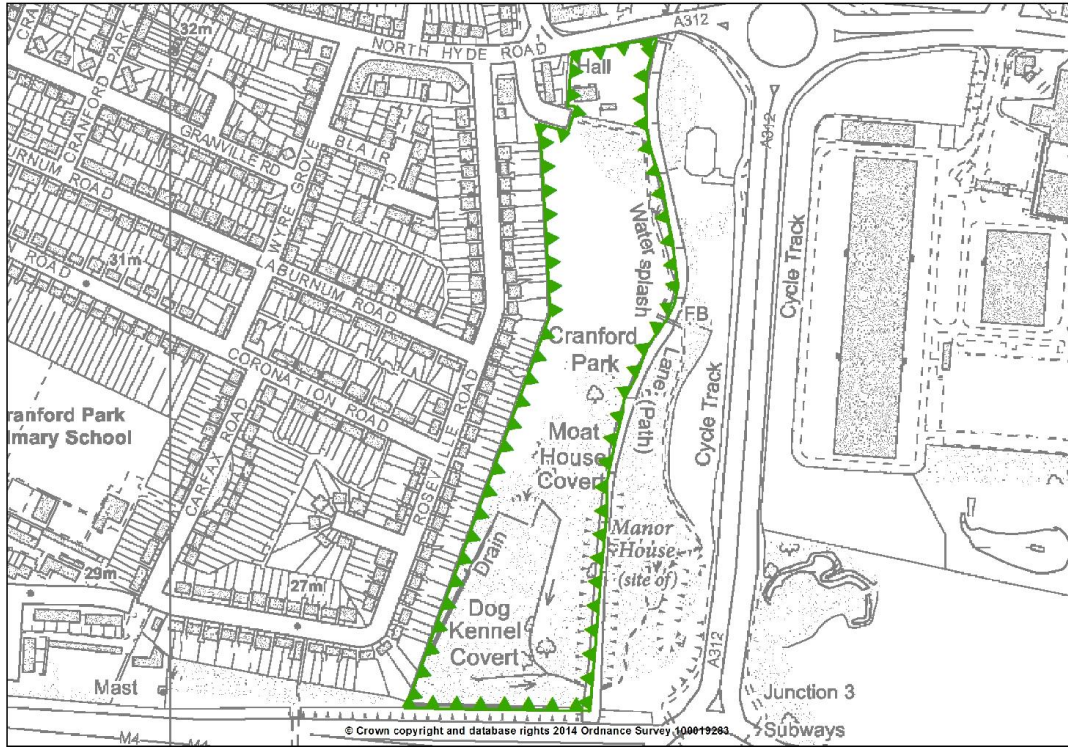 A312
32m
NORTH HYDE ROAD
Hall
CRANFORD PARK
GRANVILLE RD
BLAIR
WYRE GROVE
A312
LABURNUM ROAD
31m
ROAD
CORONATION ROAD
Water splash
Cycle Track
FB
Cranford
Park
Lane (Path)
Cycle Track
ranford Park
mary School
CARFAX ROAD
ROSEVILLE ROAD
Moat
House
Covert
Drain
Manor
House
(site of)
29m
27m
Dog
Kennel
Covert
A312
Mast
Junction 3
Subways
M4
M4
© Crown copyright and database rights 2014 Ordnance Survey 100019283